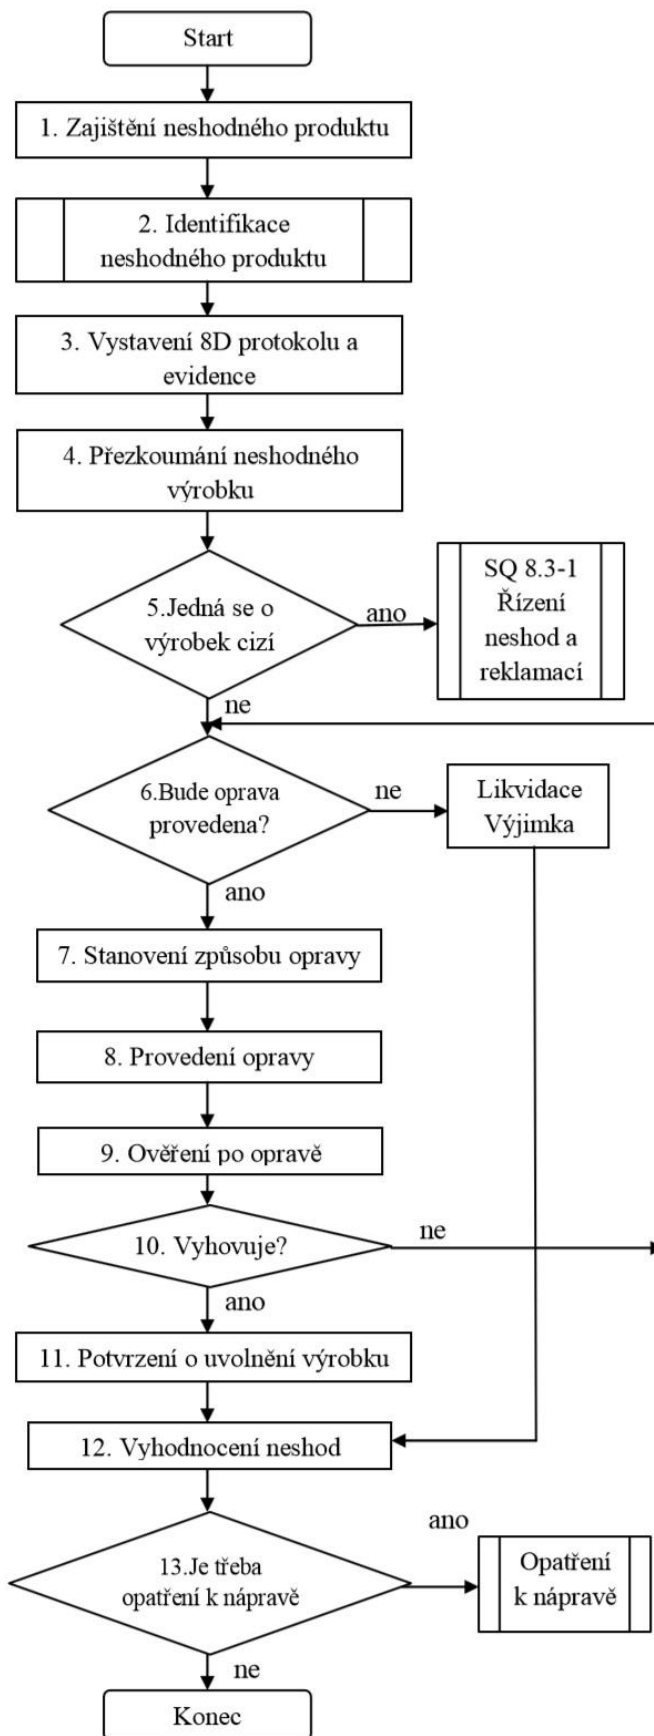 Start
1. Zajištění neshodného produktu
2. Identifikace
neshodného produktu
3. Vystavení 8D protokolu a
evidence
4. Přezkoumání neshodného
výrobku
5.Jedná se o
výrobek cizí
ano
SQ 8.3-1
Řízení
neshod a
reklamací
ne
6.Bude oprava
provedena?
ne
Likvidace
Výjimka
ano
7. Stanovení způsobu opravy
8. Provedení opravy
9. Ověření po opravě
10. Vyhovuje?
ne
ano
11. Potvrzení o uvolnění výrobku
12. Vyhodnocení neshod
13.Je třeba
opatření k nápravě
ano
Opatření
k nápravě
ne
Konec